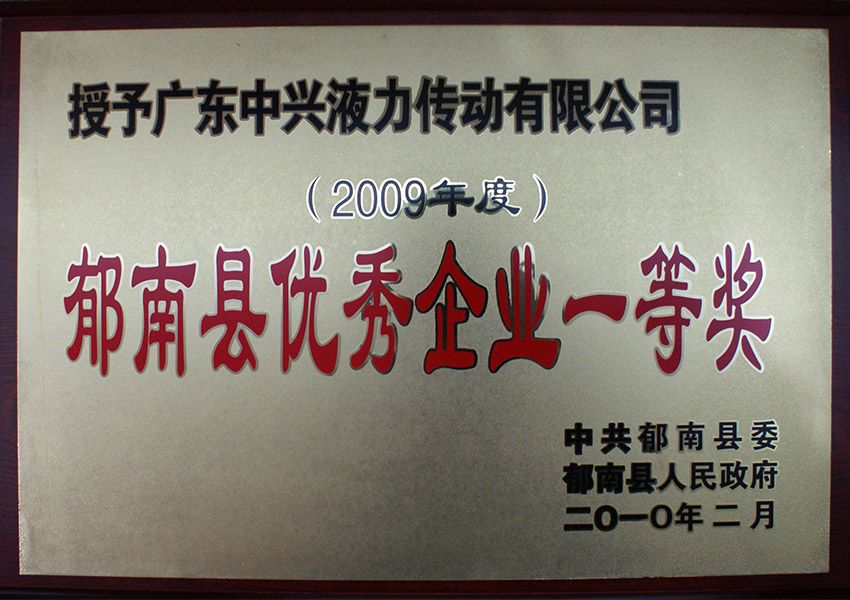 授予广东中兴液力传动有限公司
（2009年度）
郁南县优秀企业一等奖
中共郁南县委
郁南县人民政府
二〇一〇年二月